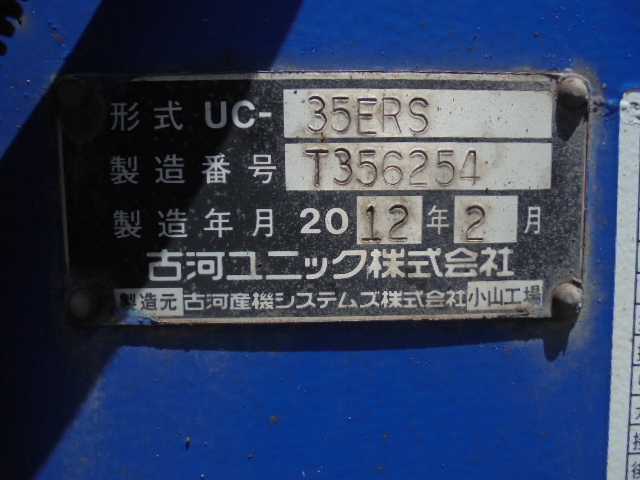 形式 UC- 35ERS
製造番号 T356254
製造年月 2012年2月
古河ユニック株式会社
製造元 古河産機システムズ株式会社 小山工場